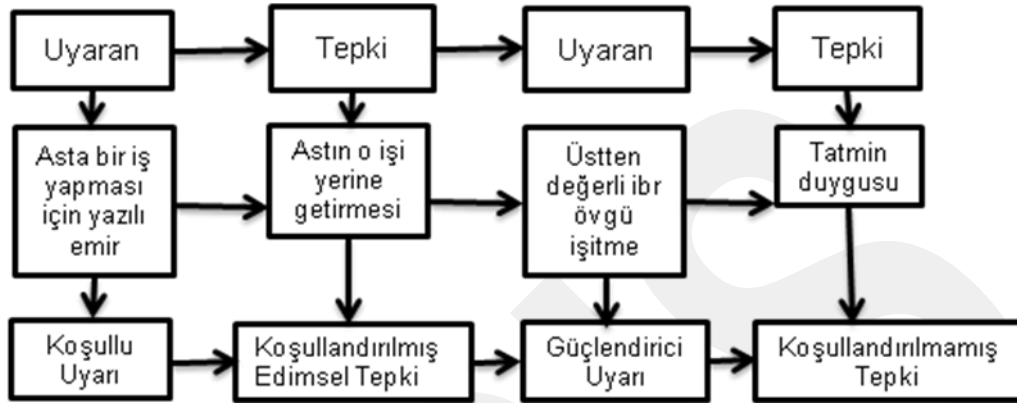 Uyaran
Tepki
Uyaran
Tepki
Asta bir iş
yapması
için yazılı
emir
Astın o işi
yerine
getirmesi
Üstten
değerli ibr
övgü
işitme
Tatmin
duygusu
Koşullu
Uyarı
Koşullandırılmış
Edimsel Tepki
Güçlendirici
Uyarı
Koşullandırılmamış
Tepki